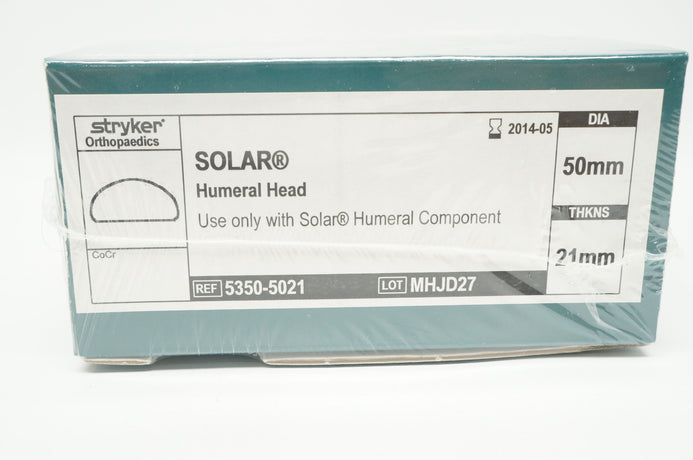 stryker®
Orthopaedics
SOLAR®
Humeral Head
Use only with Solar® Humeral Component
2014-05
DIA
50mm
THKNS
21mm
CoCr
REF 5350-5021
LOT MHJD27